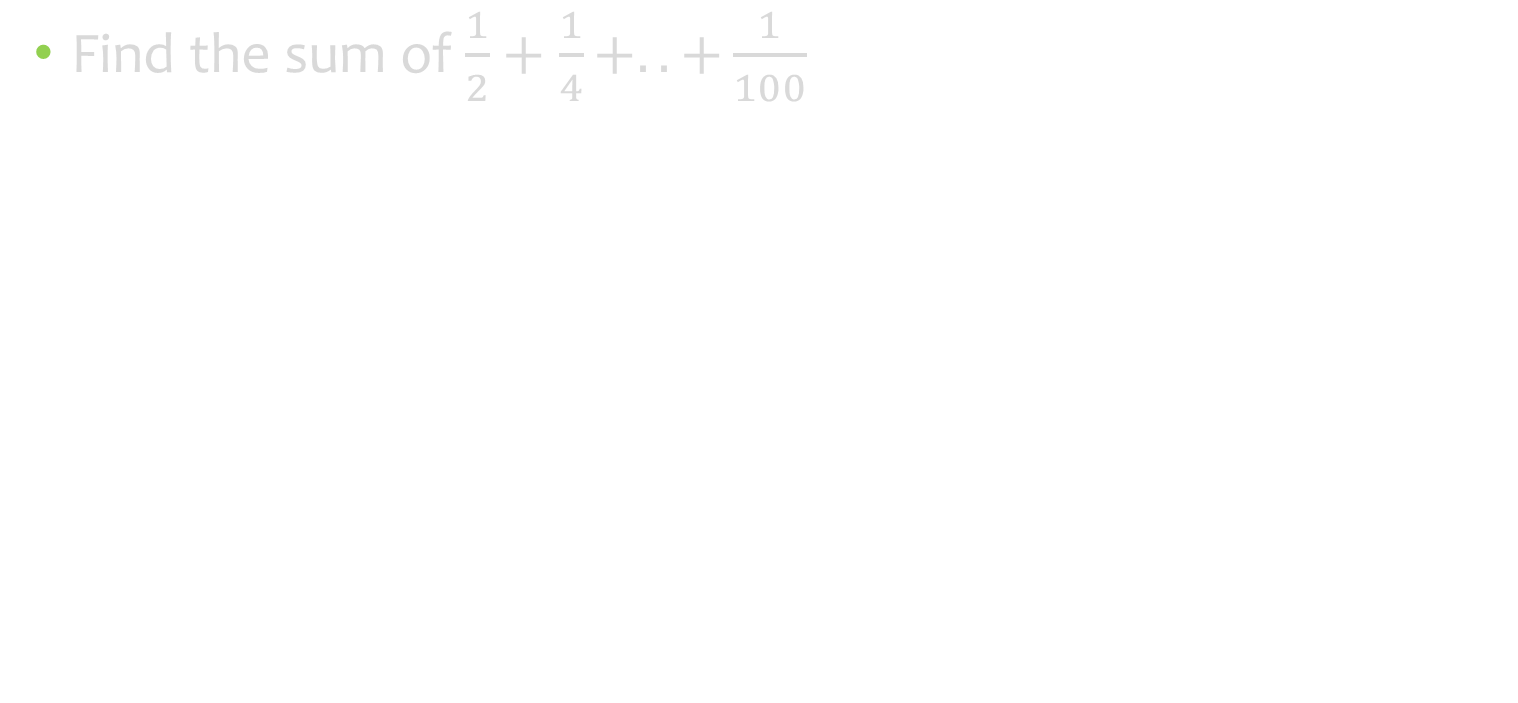 • Find the sum of 1/2 + 1/4 +..+ 1/100